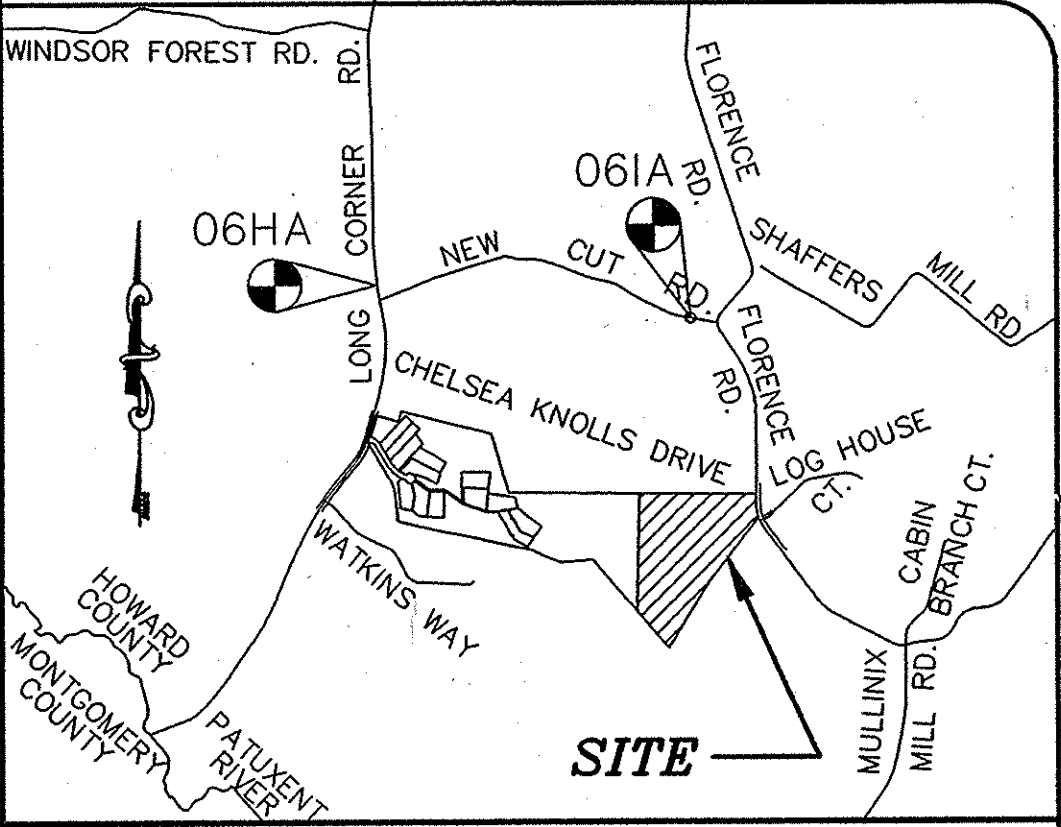 WINDSOR FOREST RD.
LONG CORNER RD.
FLORENCE RD.
06IA
06HA
NEW CUT RD.
SHAFFERS MILL RD
FLORENCE RD.
CHELSEA KNOLLS DRIVE
LOG HOUSE CT.
CABIN
BRANCH CT.
WATKINS WAY
HOWARD
COUNTY
MONTGOMERY
COUNTY
PATUXENT
RIVER
SITE
MULLINIX
MILL RD.